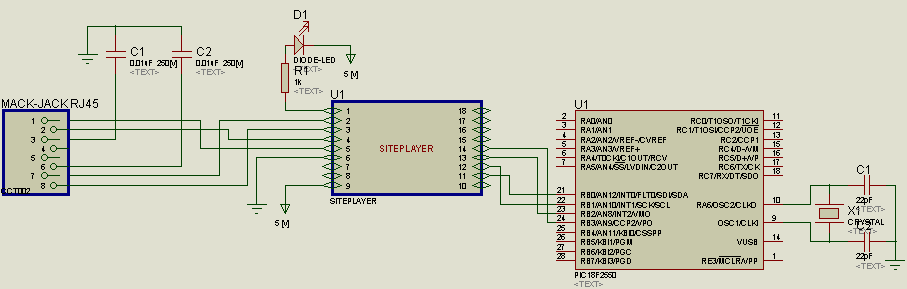 D1
C1
0.01uF 250[V]
<TEXT>
C2
0.01uF 250[V]
<TEXT>
DIODE-LED
<TEXT>
R1
1k
<TEXT>
5 [V]
MACK-JACK RJ45
1
2
3
4
5
6
7
8
U1
1
2
3
4
5
6
7
8
9
18
17
16
15
14
13
12
11
10
SITEPLAYER
SITEPLAYER
5 [V]
U1
2 RA0/AN0
3 RA1/AN1
4 RA2/AN2/VREF-/CVREF
5 RA3/AN3/VREF+
6 RA4/T0CKI/C1OUT/RCV
7 RA5/AN4/SS/LVDIN/C2OUT
21 RB0/AN12/INT0/FLT0/SDI/SDA
22 RB1/AN10/INT1/SCK/SCL
23 RB2/AN8/INT2/VMO
24 RB3/AN9/CCP2/VPO
25 RB4/AN11/KBI0/CSSPP
26 RB5/KBI1/PGM
27 RB6/KBI2/PGC
28 RB7/KBI3/PGD
RC0/T1OSO/T1CKI 11
RC1/T1OSI/CCP2/UOE 12
RC2/CCP1 13
RC4/D-/VM 15
RC5/D+/VP 16
RC6/TX/CK 17
RC7/RX/DT/SDO 18
RA6/OSC2/CLKO 10
OSC1/CLKI 9
VUSB 14
RE3/MCLR/VPP 1
PIC18F2550
<TEXT>
C1
22pF
<TEXT>
X1
CRYSTAL
<TEXT>
C2
22pF
<TEXT>